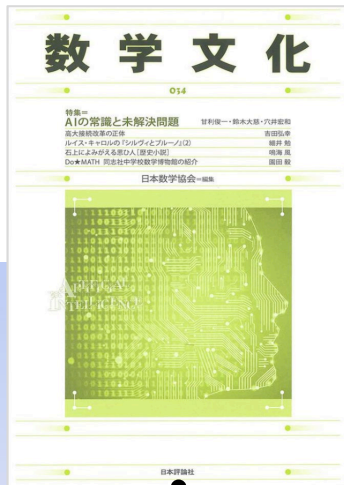 数学文化
034
特集=
AIの常識と未解決問題 甘利俊一・鈴木大慈・穴井宏和
高大接続改革の正体 吉田弘幸
ルイス・キャロルの『シルヴィとブルーノ』(2) 細井 勉
石上によみがえる思ひ人[歴史小説] 鳴海 風
Do★MATH 同志社中学校数学博物館の紹介 園田 毅
日本数学協会=編集
ARTIFICIAL
INTELLIGENCE
日本評論社